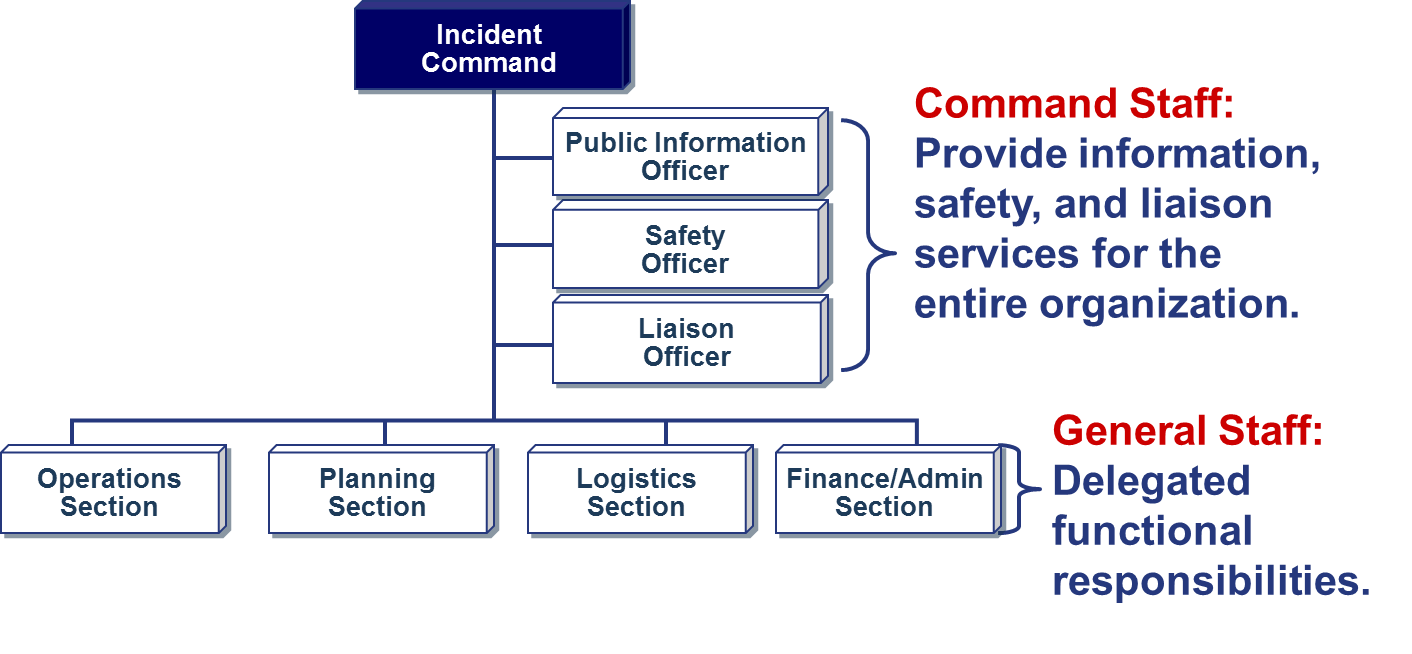 Incident
Command
Public Information
Officer
Safety
Officer
Liaison
Officer
Command Staff:
Provide information,
safety, and liaison
services for the
entire organization.
Operations
Section
Planning
Section
Logistics
Section
Finance/Admin
Section
General Staff:
Delegated
functional
responsibilities.